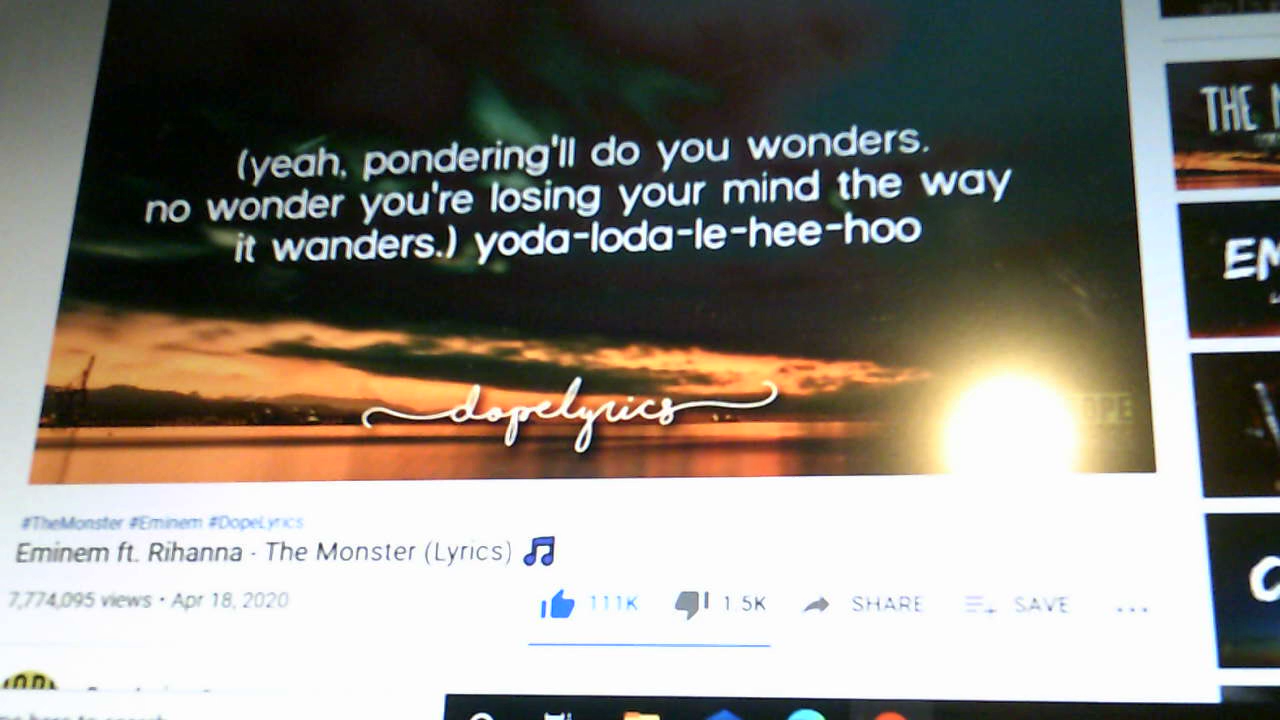 (yeah, pondering'll do you wonders.
no wonder you're losing your mind the way
it wanders.) yoda-loda-le-hee-hoo
dopelyrics
THE
#TheMonster #Eminem #DopeLyrics
Eminem ft. Rihanna - The Monster (Lyrics)
7,774,095 views • Apr 18, 2020
111K 1.5K SHARE SAVE ...